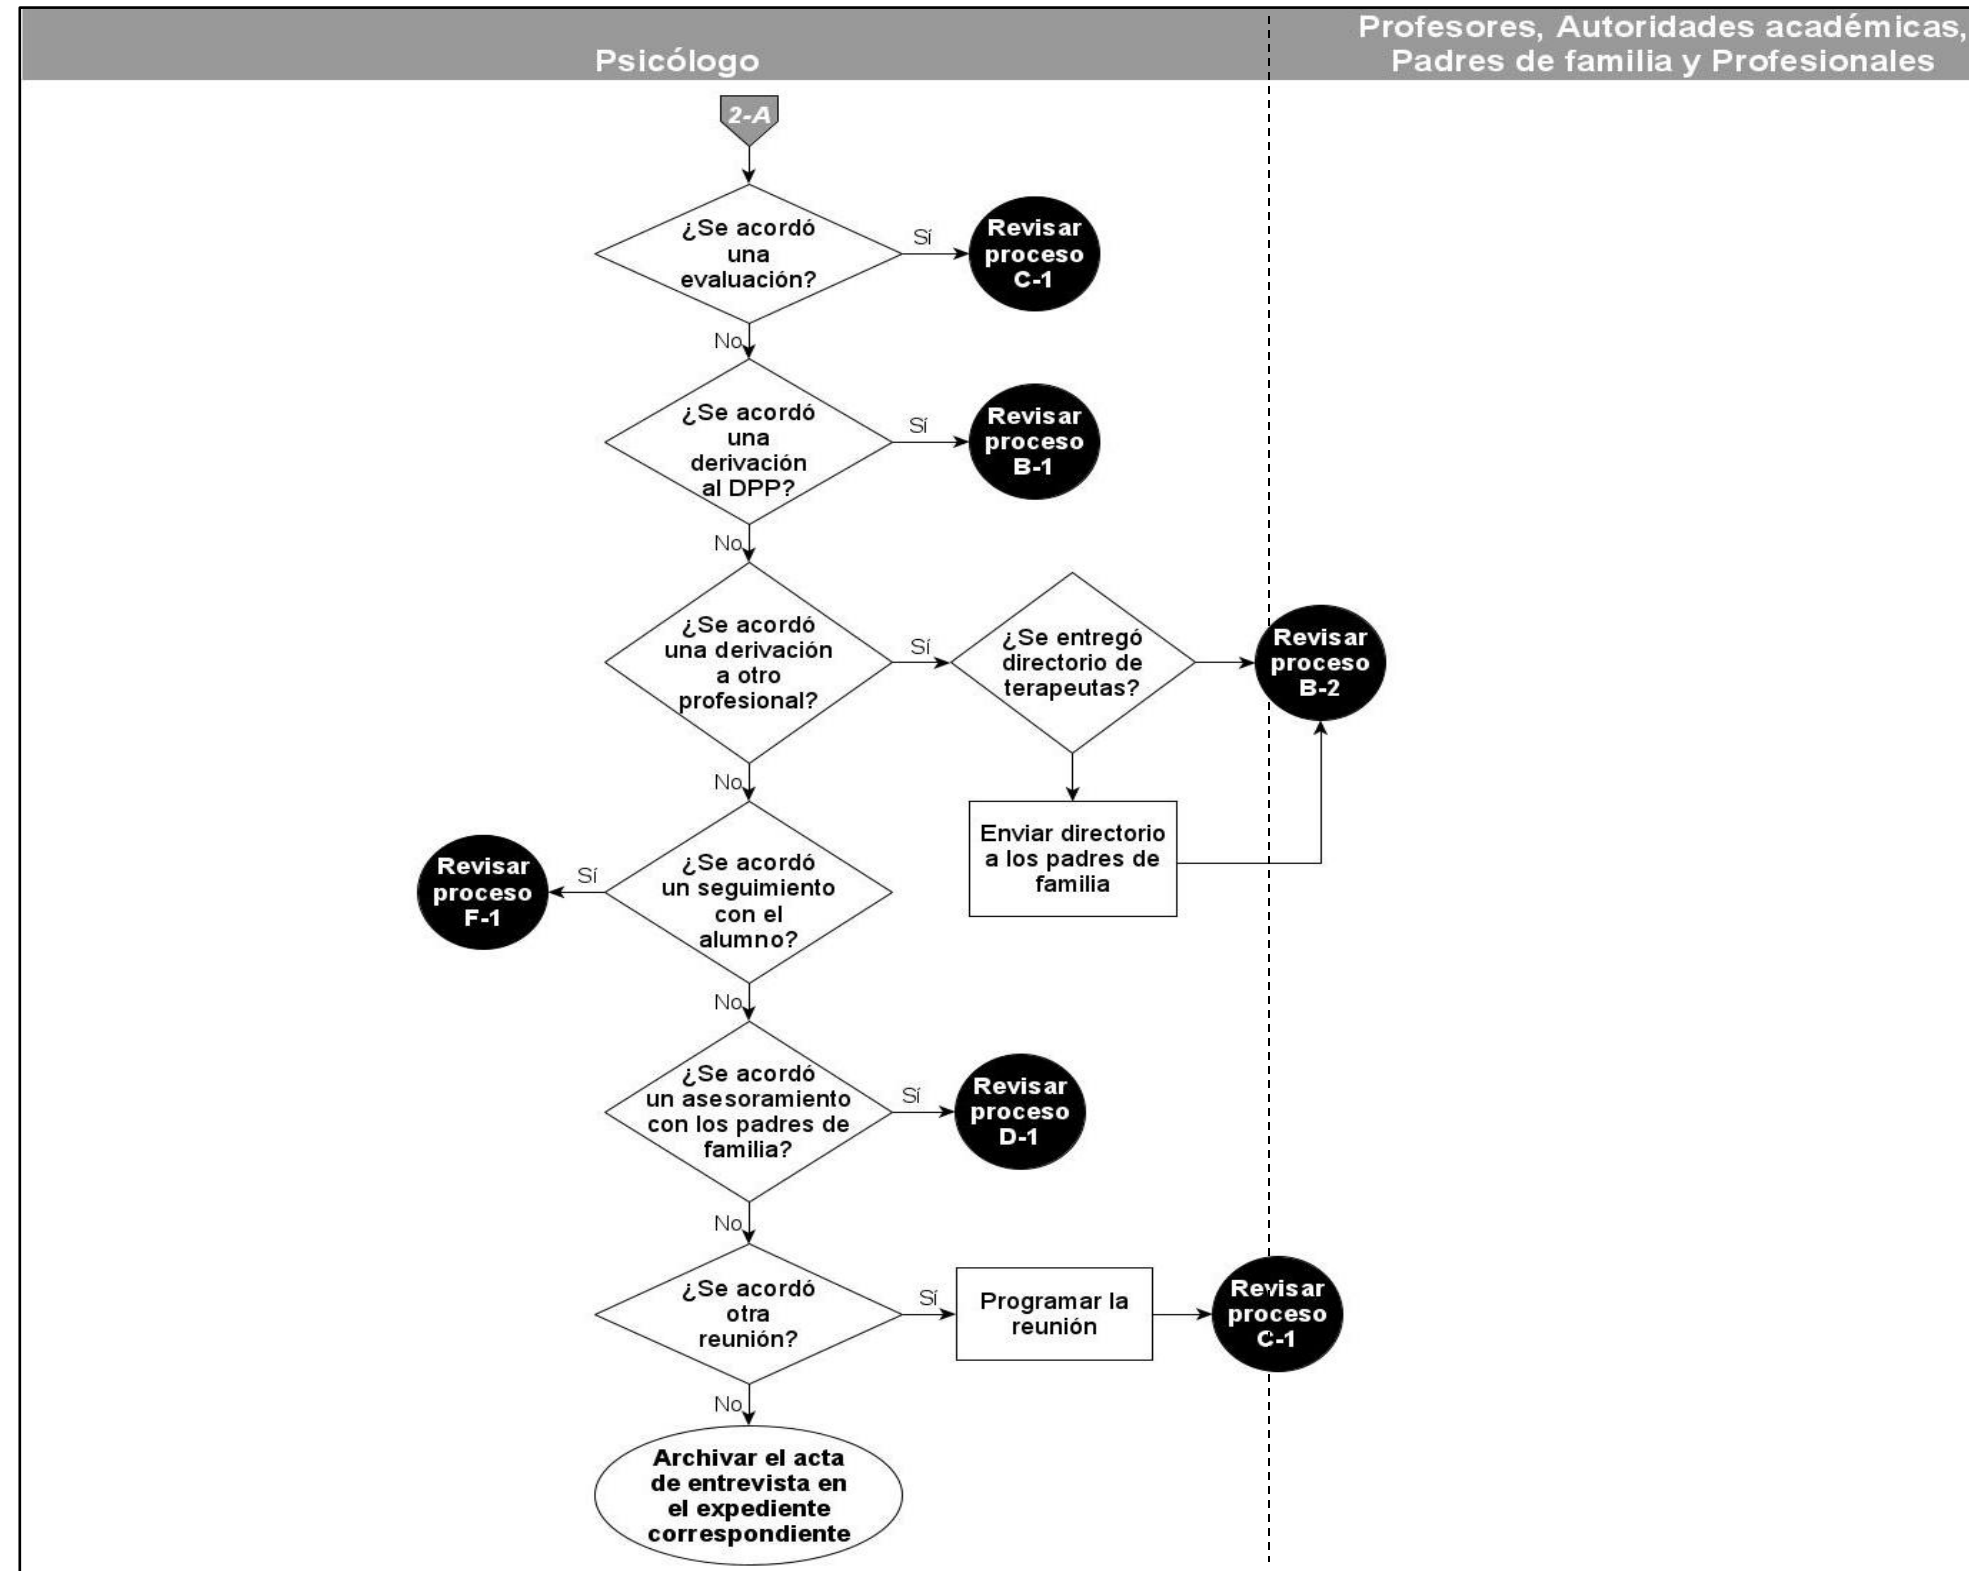 Psicólogo
Profesores, Autoridades académicas,
Padres de familia y Profesionales
2-A
¿Se acordó
una
evaluación?
Sí
Revisar
proceso
C-1
No
¿Se acordó
una
derivación
al DPP?
Sí
Revisar
proceso
B-1
No
¿Se acordó
una derivación
a otro
profesional?
Sí
¿Se entregó
directorio de
terapeutas?
Revisar
proceso
B-2
No
Enviar directorio
a los padres de
familia
¿Se acordó
un seguimiento
con el
alumno?
Sí
Revisar
proceso
F-1
No
¿Se acordó
un asesoramiento
con los padres de
familia?
Sí
Revisar
proceso
D-1
No
¿Se acordó
otra
reunión?
Sí
Programar la
reunión
Revisar
proceso
C-1
No
Archivar el acta
de entrevista en
el expediente
correspondiente